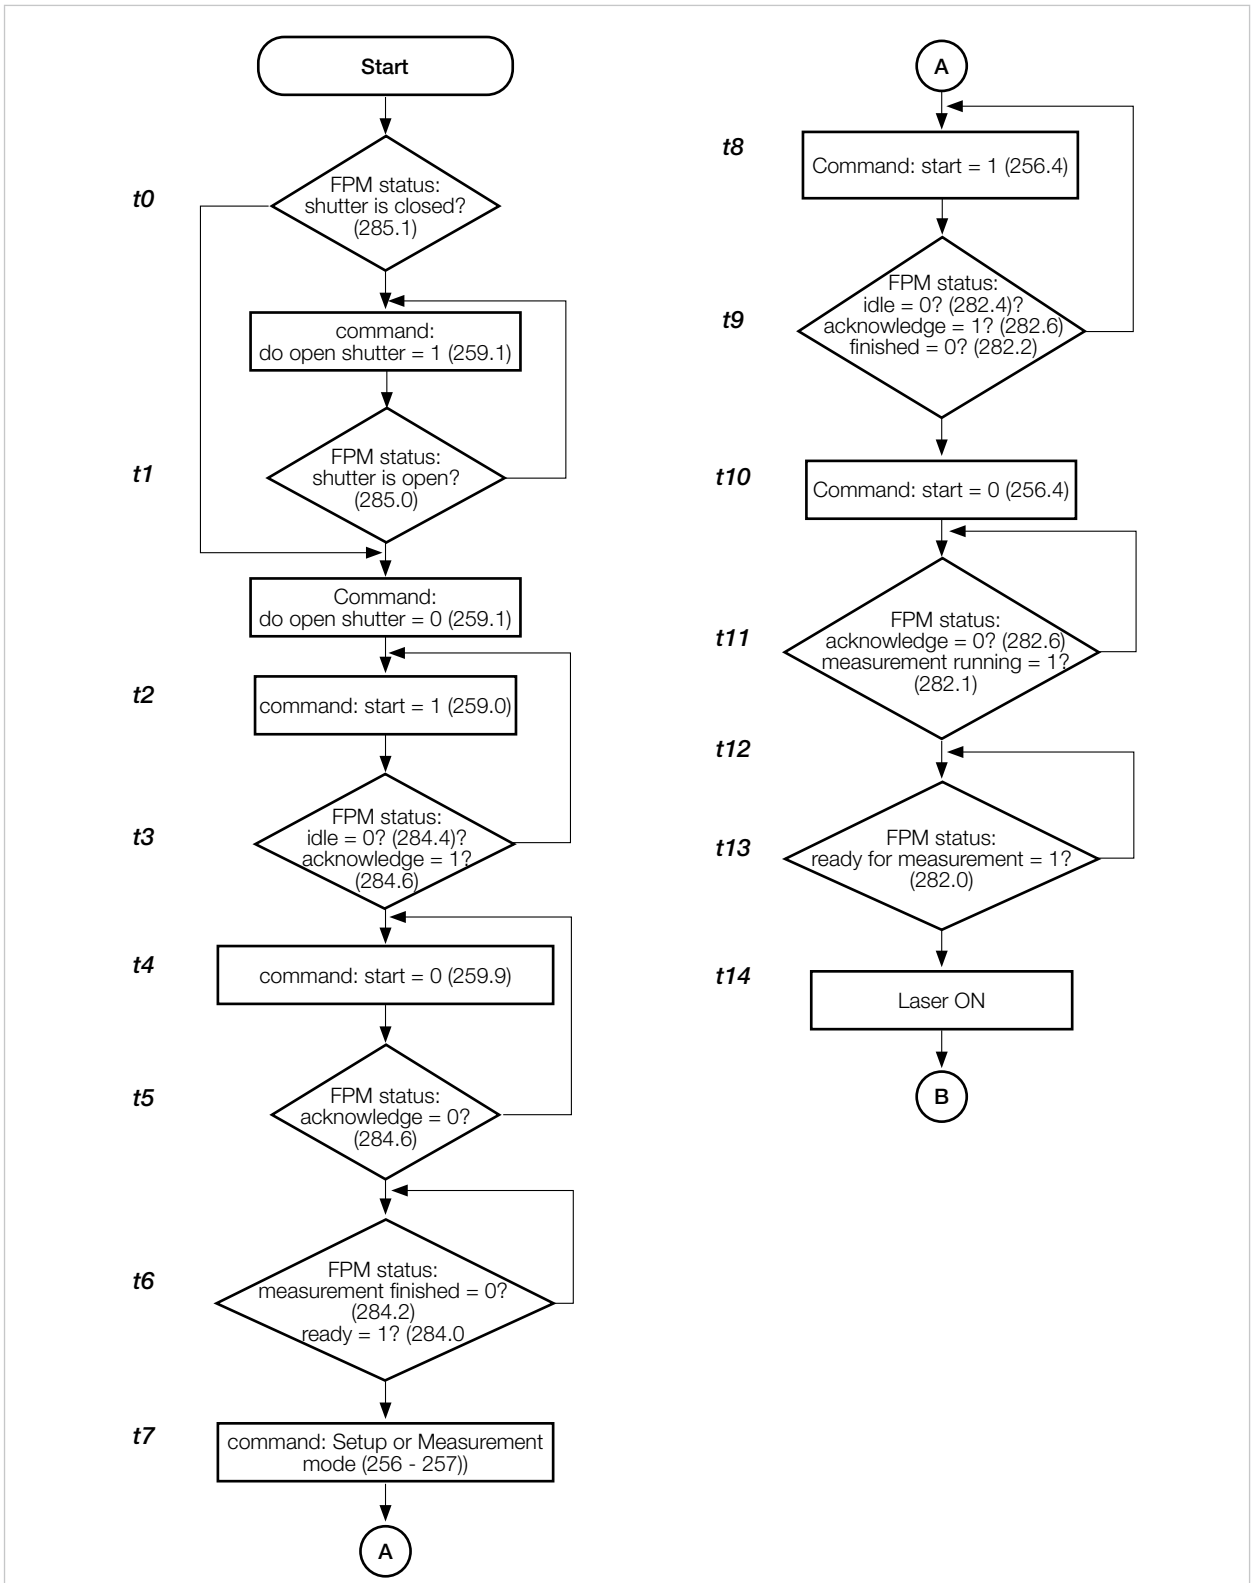 Start
t0
FPM status:
shutter is closed?
(285.1)
command:
do open shutter = 1 (259.1)
t1
FPM status:
shutter is open?
(285.0)
Command:
do open shutter = 0 (259.1)
t2
command: start = 1 (259.0)
t3
FPM status:
idle = 0? (284.4)?
acknowledge = 1?
(284.6)
t4
command: start = 0 (259.9)
t5
FPM status:
acknowledge = 0?
(284.6)
t6
FPM status:
measurement finished = 0?
(284.2)
ready = 1? (284.0
t7
command: Setup or Measurement
mode (256 - 257))
A
A
t8
Command: start = 1 (256.4)
t9
FPM status:
idle = 0? (282.4)?
acknowledge = 1? (282.6)
finished = 0? (282.2)
t10
Command: start = 0 (256.4)
t11
FPM status:
acknowledge = 0? (282.6)
measurement running = 1?
(282.1)
t12
t13
FPM status:
ready for measurement = 1?
(282.0)
t14
Laser ON
B